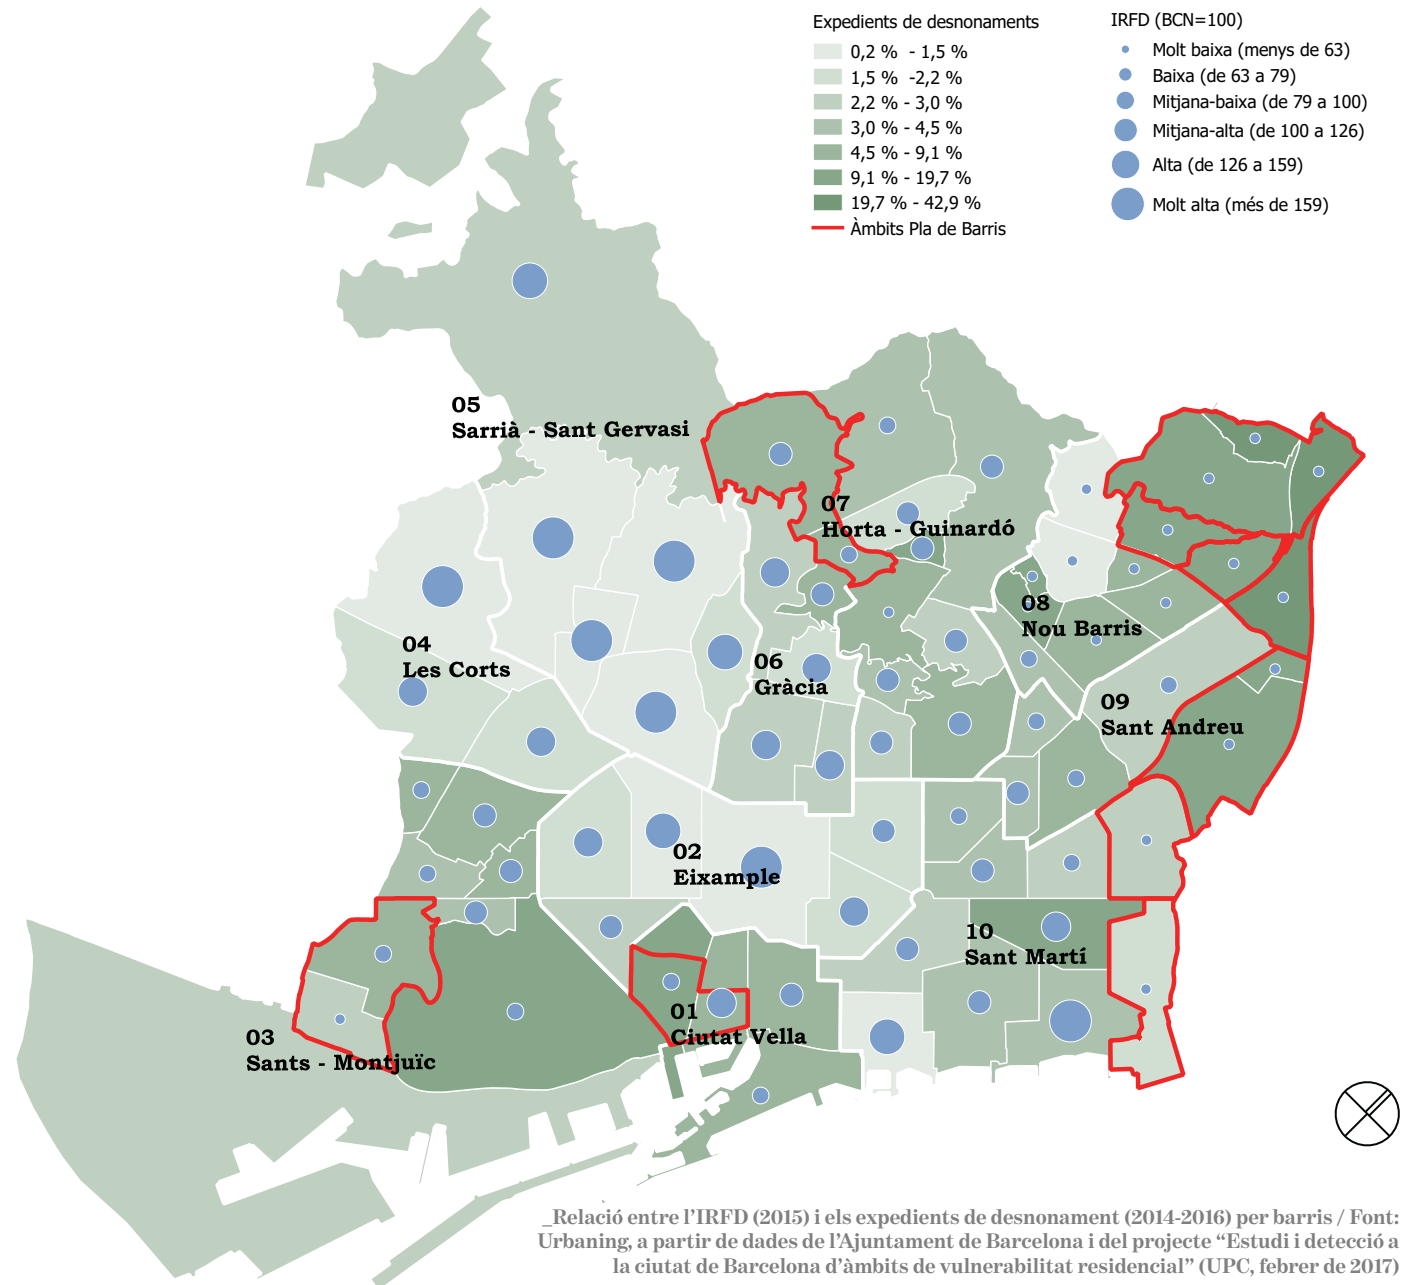 Expedients de desnonaments
0,2 % - 1,5 %
1,5 % -2,2 %
2,2 % - 3,0 %
3,0 % - 4,5 %
4,5 % - 9,1 %
9,1 % - 19,7 %
19,7 % - 42,9 %
Àmbits Pla de Barris
IRFD (BCN=100)
Molt baixa (menys de 63)
Baixa (de 63 a 79)
Mitjana-baixa (de 79 a 100)
Mitjana-alta (de 100 a 126)
Alta (de 126 a 159)
Molt alta (més de 159)
05
Sarrià - Sant Gervasi
07
Horta - Guinardó
08
Nou Barris
04
Les Corts
06
Gràcia
09
Sant Andreu
02
Eixample
10
Sant Martí
01
Ciutat Vella
03
Sants - Montjuïc
_Relació entre l'IRFD (2015) i els expedients de desnonament (2014-2016) per barris / Font:
Urbaning, a partir de dades de l'Ajuntament de Barcelona i del projecte “Estudi i detecció a
la ciutat de Barcelona d'àmbits de vulnerabilitat residencial” (UPC, febrer de 2017)